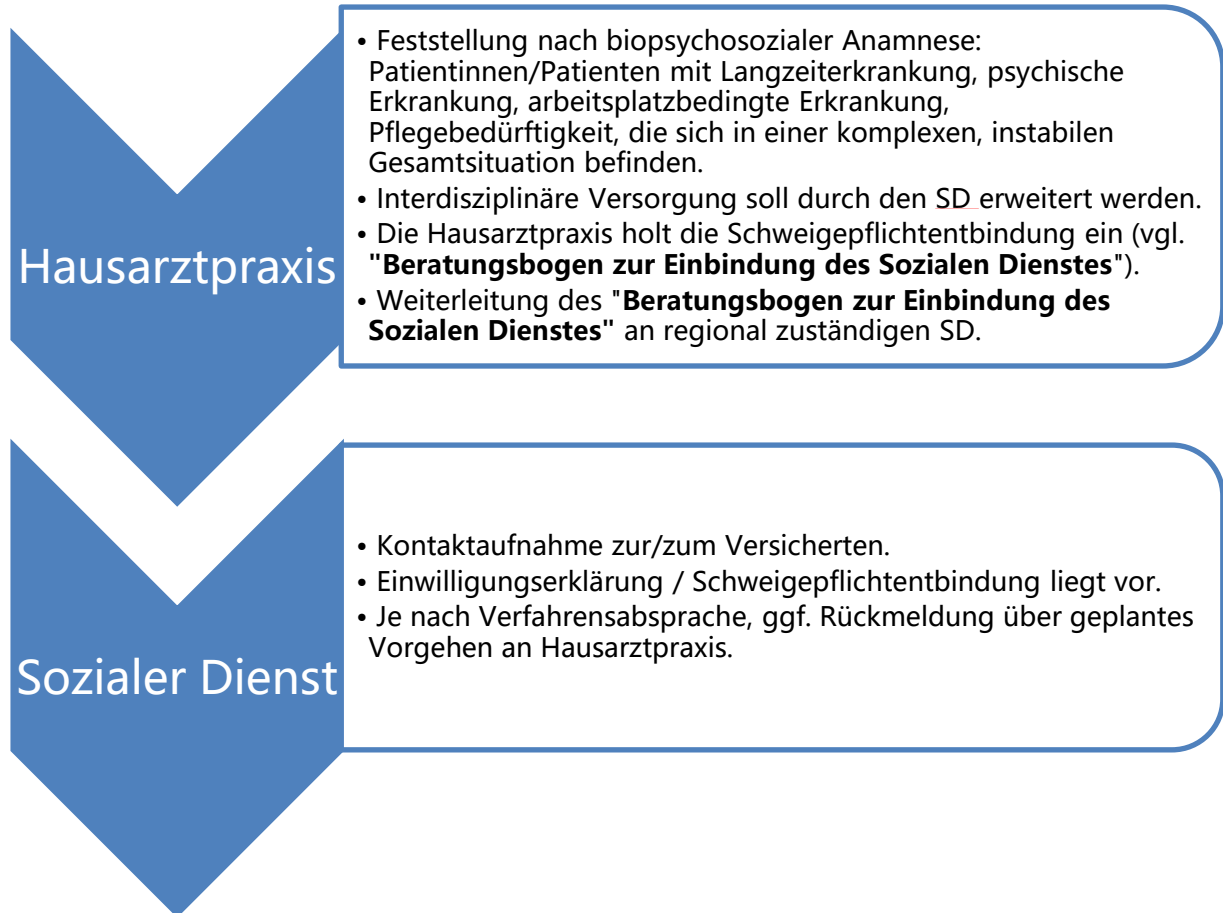 Hausarztpraxis
• Feststellung nach biopsychosozialer Anamnese:
Patientinnen/Patienten mit Langzeiterkrankung, psychische
Erkrankung, arbeitsplatzbedingte Erkrankung,
Pflegebedürftigkeit, die sich in einer komplexen, instabilen
Gesamtsituation befinden.
• Interdisziplinäre Versorgung soll durch den SD erweitert werden.
• Die Hausarztpraxis holt die Schweigepflichtentbindung ein (vgl.
"Beratungsbogen zur Einbindung des Sozialen Dienstes").
• Weiterleitung des "Beratungsbogen zur Einbindung des
Sozialen Dienstes" an regional zuständigen SD.
Sozialer Dienst
• Kontaktaufnahme zur/zum Versicherten.
• Einwilligungserklärung / Schweigepflichtentbindung liegt vor.
• Je nach Verfahrensabsprache, ggf. Rückmeldung über geplantes
Vorgehen an Hausarztpraxis.